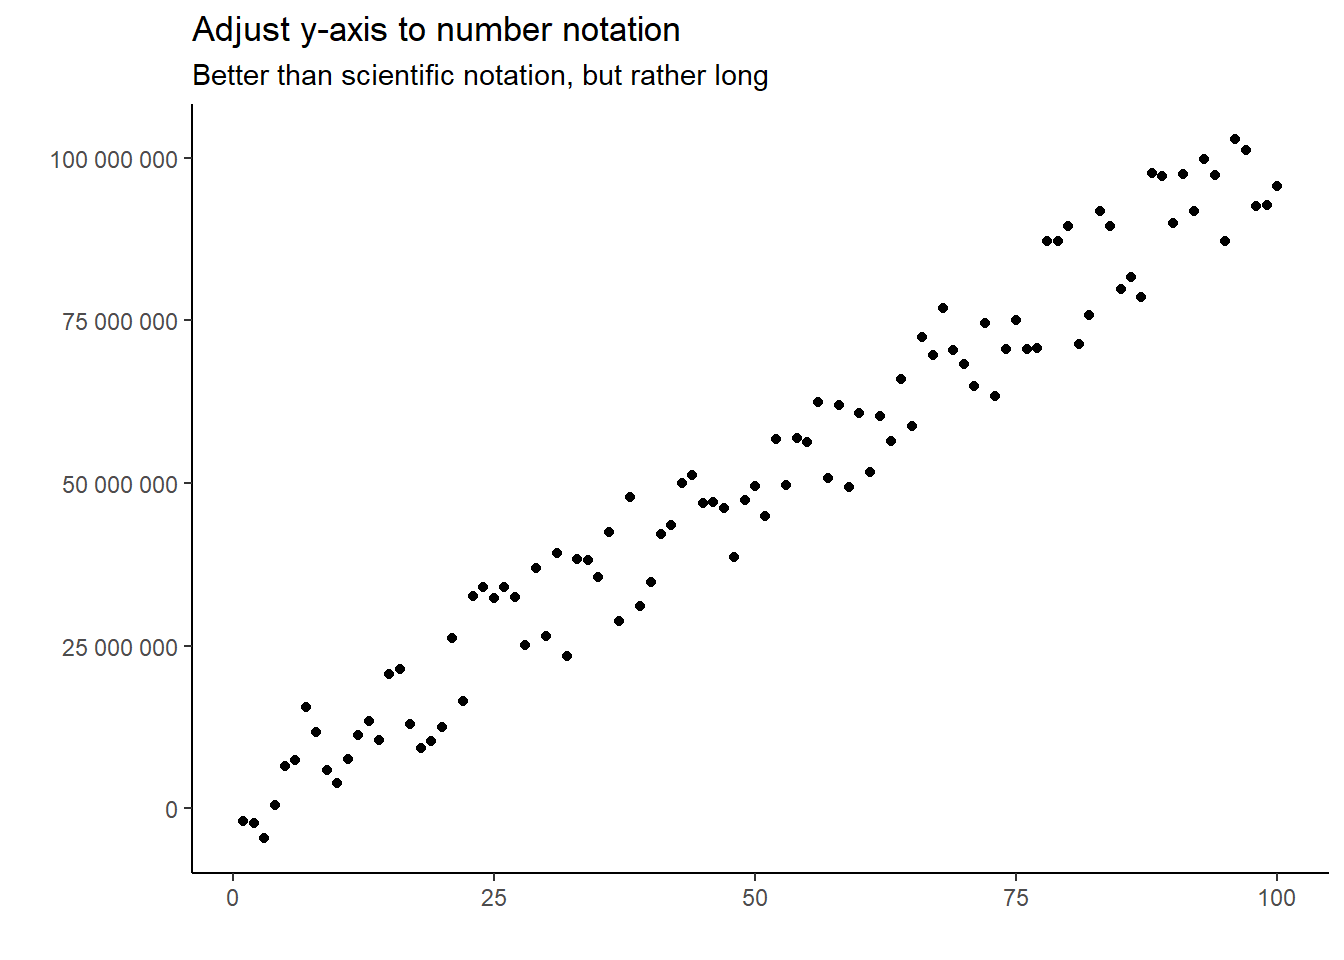 Adjust y-axis to number notation
Better than scientific notation, but rather long
100 000 000
75 000 000
50 000 000
25 000 000
0
0 25 50 75 100